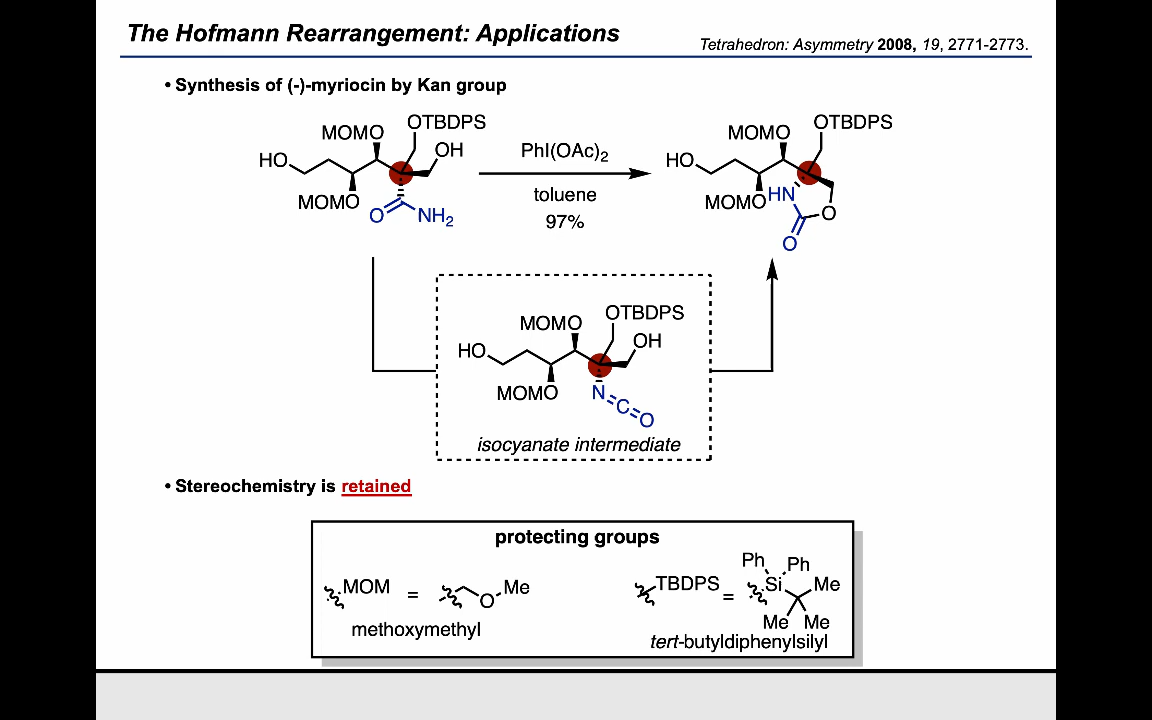 The Hofmann Rearrangement: Applications
Tetrahedron: Asymmetry 2008, 19, 2771-2773.
• Synthesis of (-)-myriocin by Kan group
MOMO
OTBDPS
HO
OH
MOMO
O
NH2
PhI(OAc)2
toluene
97%
MOMO
OTBDPS
HO
MOMO
HN
O
O
MOMO
OTBDPS
HO
OH
MOMO
N
C
O
isocyanate intermediate
• Stereochemistry is retained
protecting groups
MOM
=
O
Me
methoxymethyl
TBDPS
=
Ph
Ph
Si
Me
Me
Me
tert-butyldiphenylsilyl